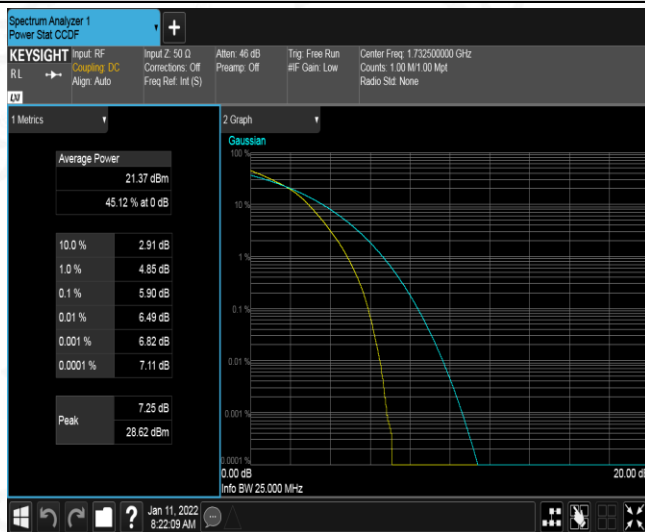 Spectrum Analyzer 1
Power Stat CCDF
+
KEYSIGHT
RL
LXI
Input: RF
Coupling: DC
Align: Auto
Input Z: 50 Ω
Corrections: Off
Freq Ref: Int (S)
Atten: 46 dB
Preamp: Off
Trig: Free Run
#IF Gain: Low
Center Freq: 1.732500000 GHz
Counts: 1.00 M/1.00 Mpt
Radio Std: None
1 Metrics
Average Power
21.37 dBm
45.12 % at 0 dB
10.0 % 2.91 dB
1.0 % 4.85 dB
0.1 % 5.90 dB
0.01 % 6.49 dB
0.001 % 6.82 dB
0.0001 % 7.11 dB
Peak
7.25 dB
28.62 dBm
2 Graph
Gaussian
100 %
10 %
1 %
0.1 %
0.01 %
0.001 %
0.0001 %
0.00 dB
20.00 dB
Info BW 25.000 MHz
?
Jan 11, 2022
8:22:09 AM